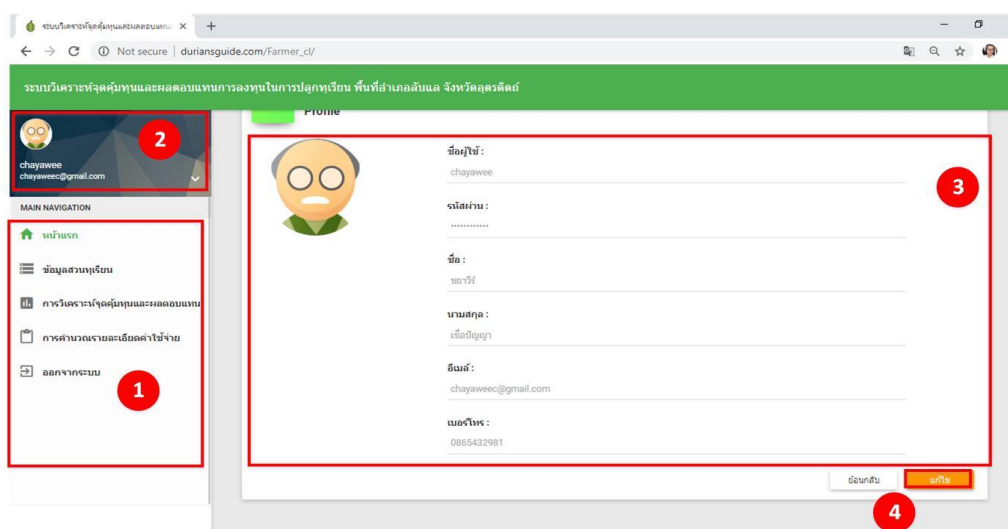 ระบบวิเคราะห์จุดคุ้มทุนและผลตอบแทน
Not secure | duriansguide.com/Farmer_cl/
ระบบวิเคราะห์จุดคุ้มทุนและผลตอบแทนการลงทุนในการปลูกทุเรียน พื้นที่อำเภอลับแล จังหวัดอุตรดิตถ์
Profile
2
chayawee
chayaweec@gmail.com
MAIN NAVIGATION
หน้าแรก
ข้อมูลสวนทุเรียน
การวิเคราะห์จุดคุ้มทุนและผลตอบแทน
การคำนวณรายละเอียดค่าใช้จ่าย
ออกจากระบบ
1
ชื่อผู้ใช้ :
chayawee
3
รหัสผ่าน :
............
ชื่อ :
ชยาวีร์
นามสกุล :
เชื้อปัญญา
อีเมล์ :
chayaweec@gmail.com
เบอร์โทร :
0865432981
ย้อนกลับ
แก้ไข
4